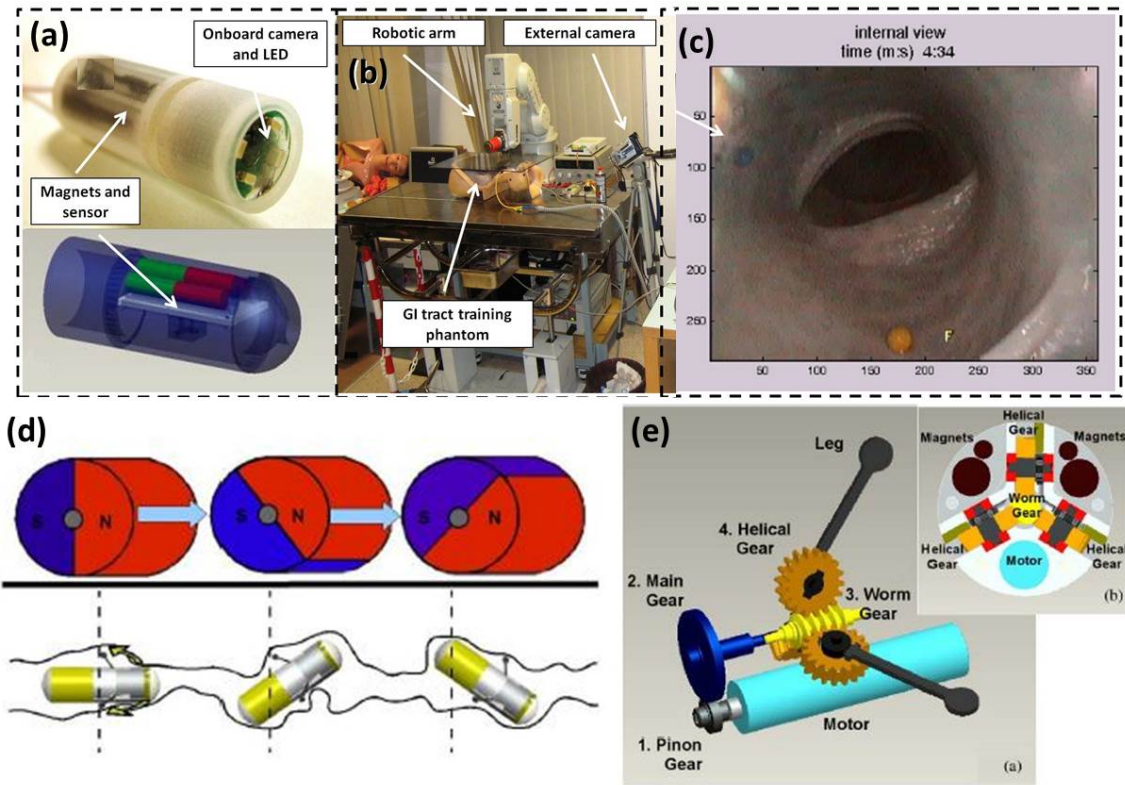 (a)
Onboard camera
and LED
Magnets and
sensor
(b)
Robotic arm
External camera
GI tract training
phantom
(c)
internal view
time (m:s) 4:34
50
100
150
200
250
50
100
150
200
250
300
350
F
(d)
S
N
S
N
S
N
(e)
Leg
4. Helical
Gear
2. Main
Gear
3. Worm
Gear
Motor
1. Pinon
Gear
(a)
Helical
Gear
Magnets
Magnets
Worm
Gear
Helical
Gear
Helical
Gear
Motor
(b)